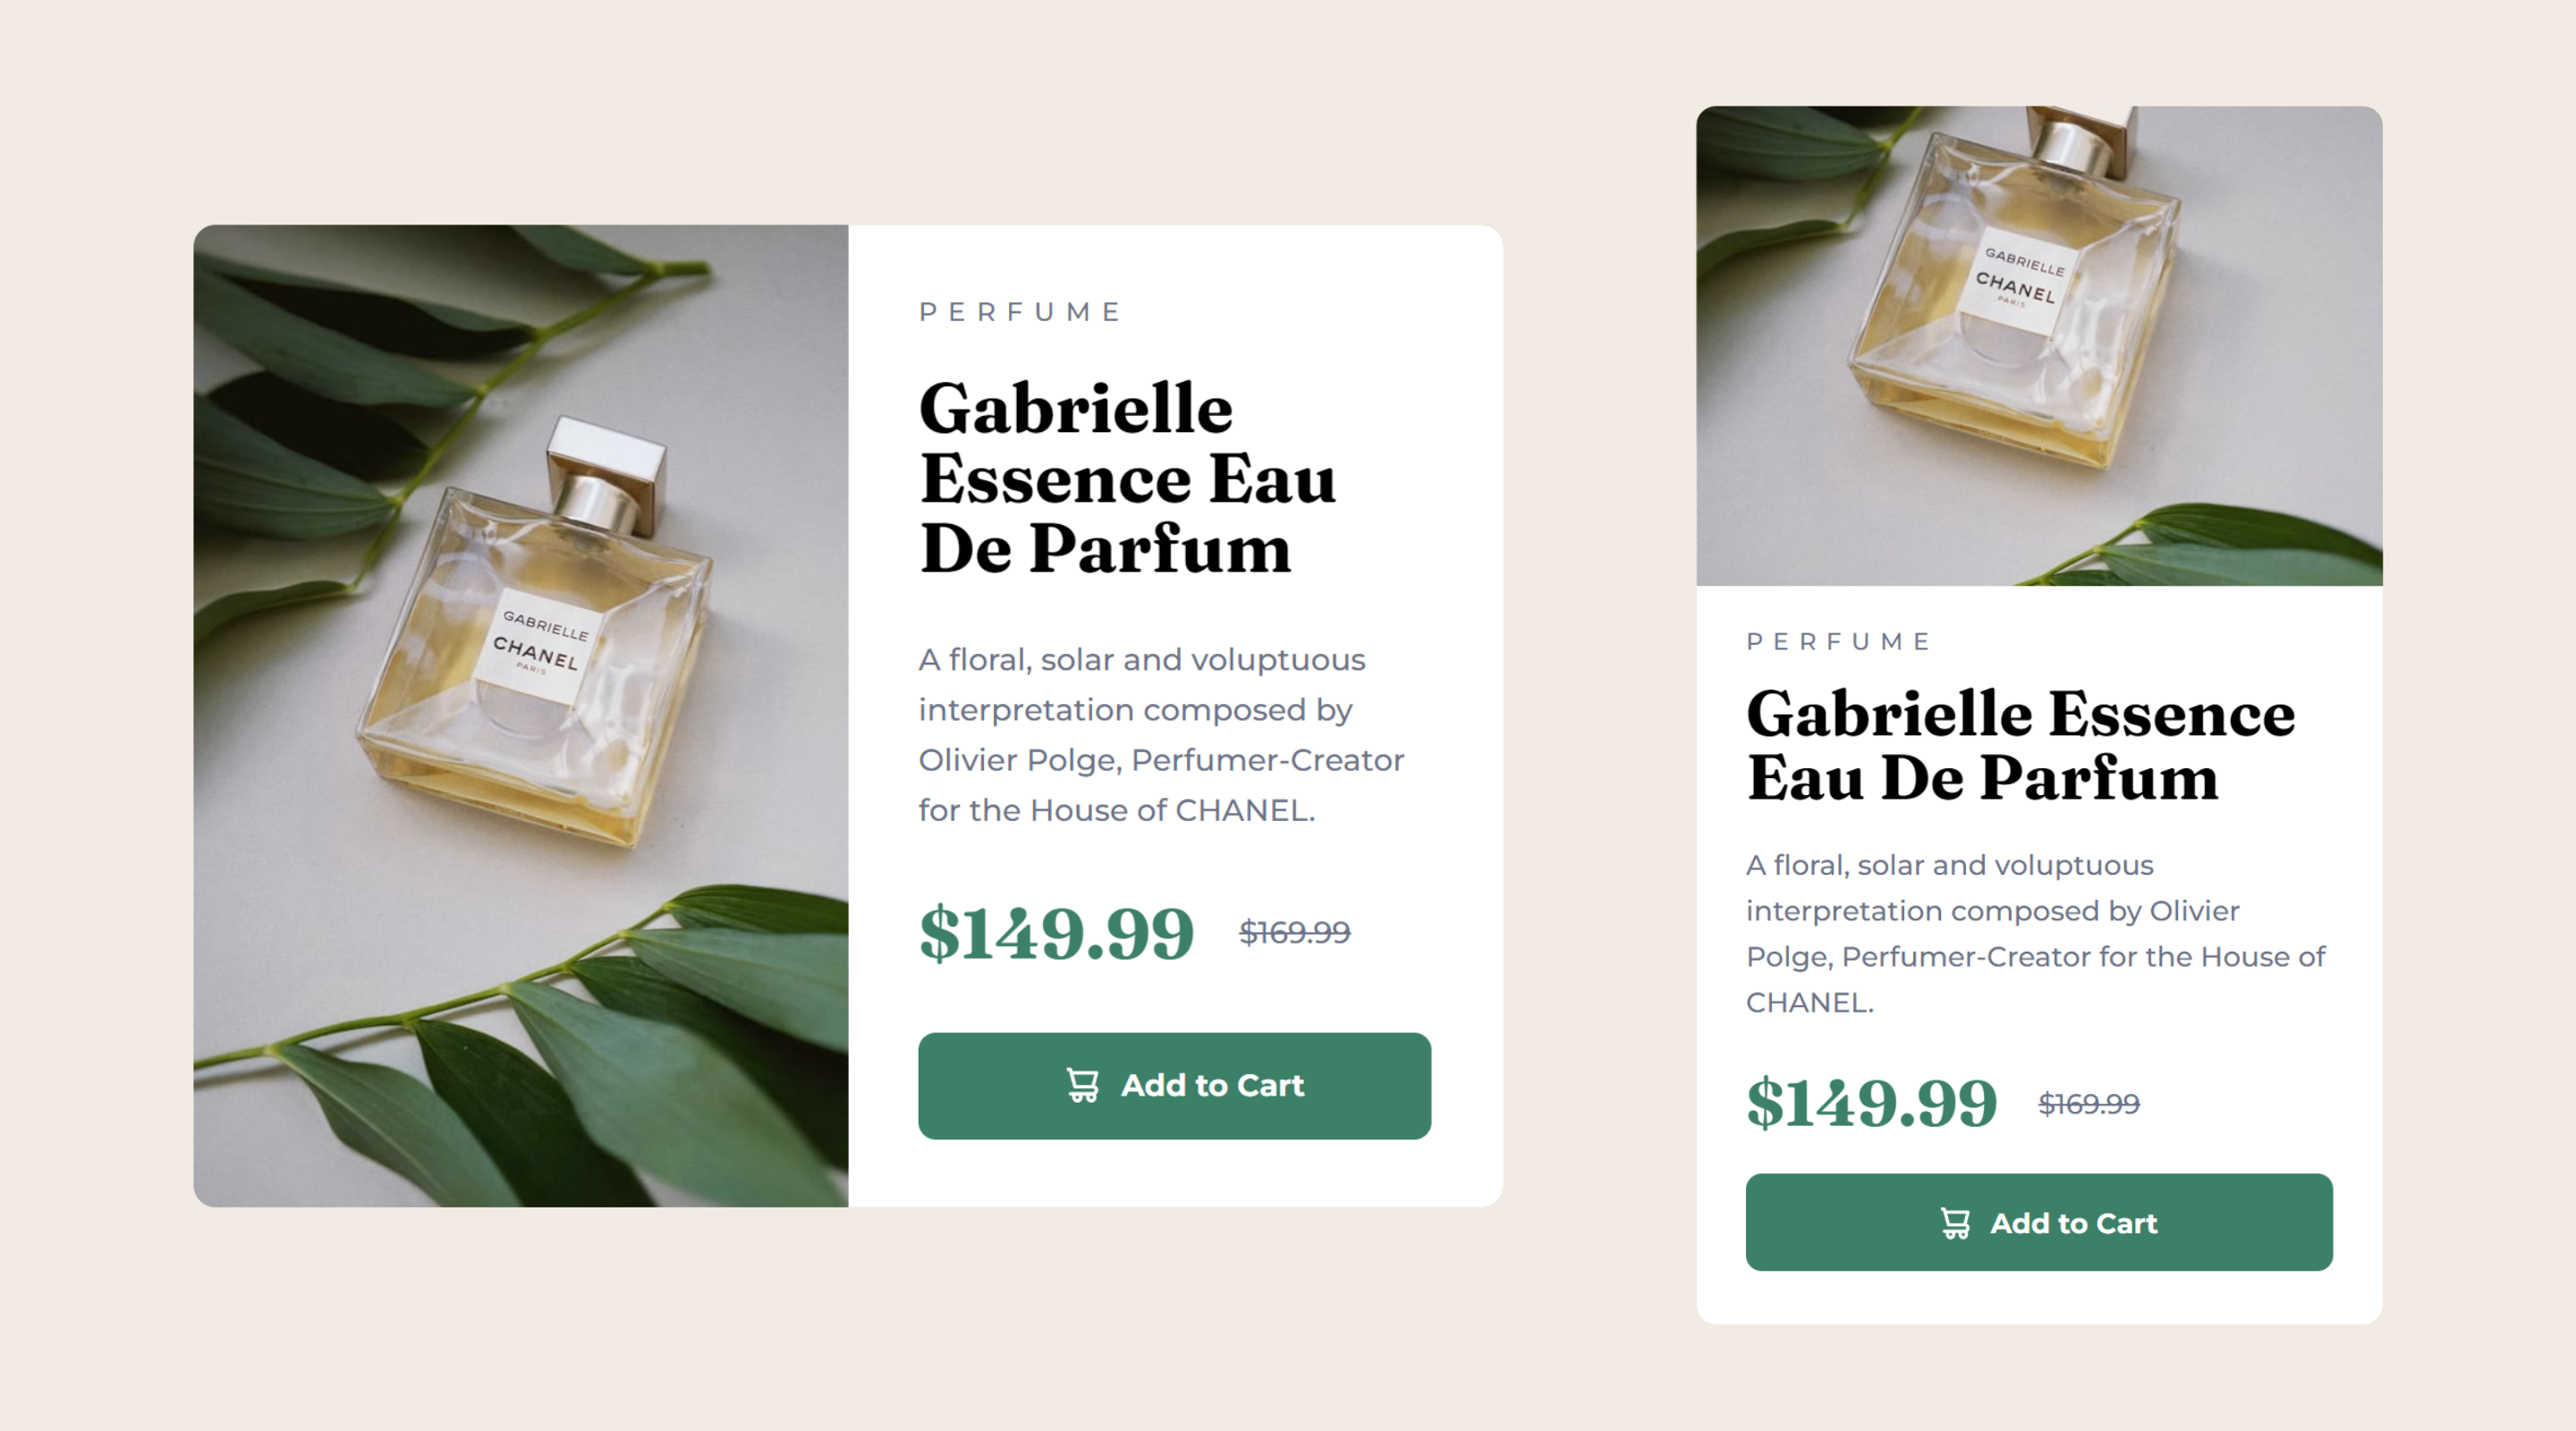 GABRIELLE
CHANEL
PARIS
PERFUME
Gabrielle
Essence Eau
De Parfum
A floral, solar and voluptuous
interpretation composed by
Olivier Polge, Perfumer-Creator
for the House of CHANEL.
$149.99 $169.99
Add to Cart
GABRIELLE
CHANEL
PARIS
PERFUME
Gabrielle Essence
Eau De Parfum
A floral, solar and voluptuous
interpretation composed by Olivier
Polge, Perfumer-Creator for the House of
CHANEL.
$149.99 $169.99
Add to Cart